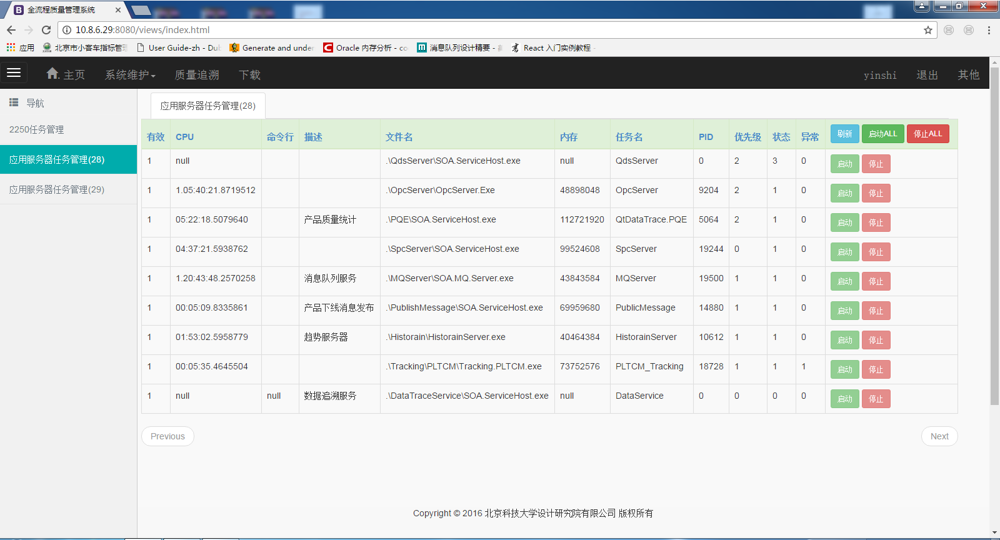 全流程质量管理系统
10.8.6.29:8080/views/index.html
应用 北京市小客车指标管理 User Guide-zh - Dub Generate and under Oracle 内存分析 - co 消息队列设计精要 - React 入门实例教程 -
主页 系统维护 质量追溯 下载 yinshi 退出 其他
导航
2250任务管理
应用服务器任务管理(28)
应用服务器任务管理(29)
应用服务器任务管理(28)
有效 CPU 命令行 描述 文件名 内存 任务名 PID 优先级 状态 异常 刷新 启动ALL 停止ALL
1 null .\QdsServer\SOA.ServiceHost.exe null QdsServer 0 2 3 0 启动 停止
1 1.05:40:21.8719512 .\OpcServer\OpcServer.Exe 48898048 OpcServer 9204 2 1 0 启动 停止
1 05:22:18.5079640 产品质量统计 .\PQE\SOA.ServiceHost.exe 112721920 QtDataTrace.PQE 5064 2 1 0 启动 停止
1 04:37:21.5938762 .\SpcServer\SOA.ServiceHost.exe 99524608 SpcServer 19244 0 1 0 启动 停止
1 1.20:43:48.2570258 消息队列服务 .\MQServer\SOA.MQ.Server.exe 43843584 MQServer 19500 1 1 0 启动 停止
1 00:05:09.8335861 产品下线消息发布 .\PublishMessage\SOA.ServiceHost.exe 69959680 PublicMessage 14880 1 1 0 启动 停止
1 01:53:02.5958779 趋势服务器 .\Historain\HistorainServer.exe 40464384 HistorainServer 10612 1 1 0 启动 停止
1 00:05:35.4645504 .\Tracking\PLTCM\Tracking.PLTCM.exe 73752576 PLTCM_Tracking 18728 1 1 1 启动 停止
1 null null 数据追溯服务 .\DataTraceService\SOA.ServiceHost.exe null DataService 0 0 0 0 启动 停止
Previous Next
Copyright © 2016 北京科技大学设计研究院有限公司 版权所有